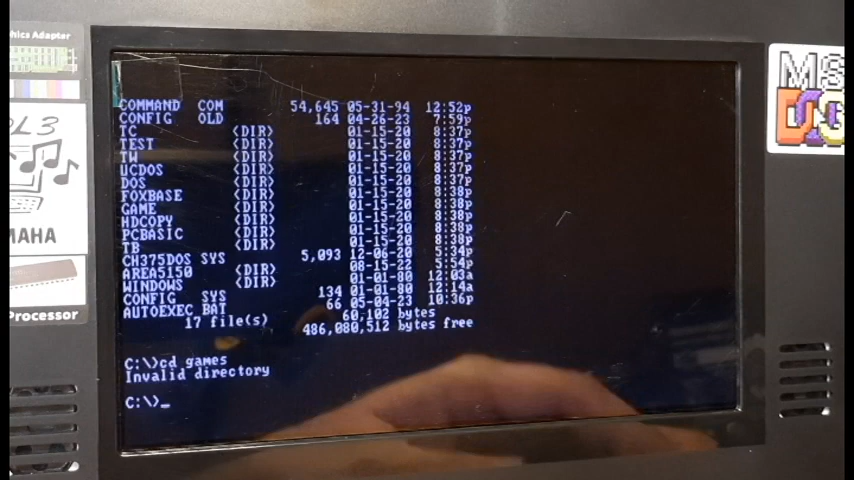 hics Adapter
OL3
MAHA
Processor
MS
COMMAND COM 54,645 05-31-94 12:52p
CONFIG OLD 164 04-26-23 7:59p
TC <DIR> 01-15-20 8:37p
TEST <DIR> 01-15-20 8:37p
TW <DIR> 01-15-20 8:37p
UCDOS <DIR> 01-15-20 8:37p
DOS <DIR> 01-15-20 8:37p
FOXBASE <DIR> 01-15-20 8:38p
GAME <DIR> 01-15-20 8:38p
HDCOPY <DIR> 01-15-20 8:38p
PCBASIC <DIR> 01-15-20 8:38p
TB <DIR> 01-15-20 8:38p
CH375DOS SYS 5,093 12-06-20 5:34p
AREA5150 <DIR> 08-15-22 5:54p
WINDOWS <DIR> 01-01-80 12:03a
CONFIG SYS 134 01-01-80 12:14a
AUTOEXEC BAT 66 05-04-23 10:36p
17 file(s) 60,102 bytes
486,080,512 bytes free
C:\>cd games
Invalid directory
C:\>_